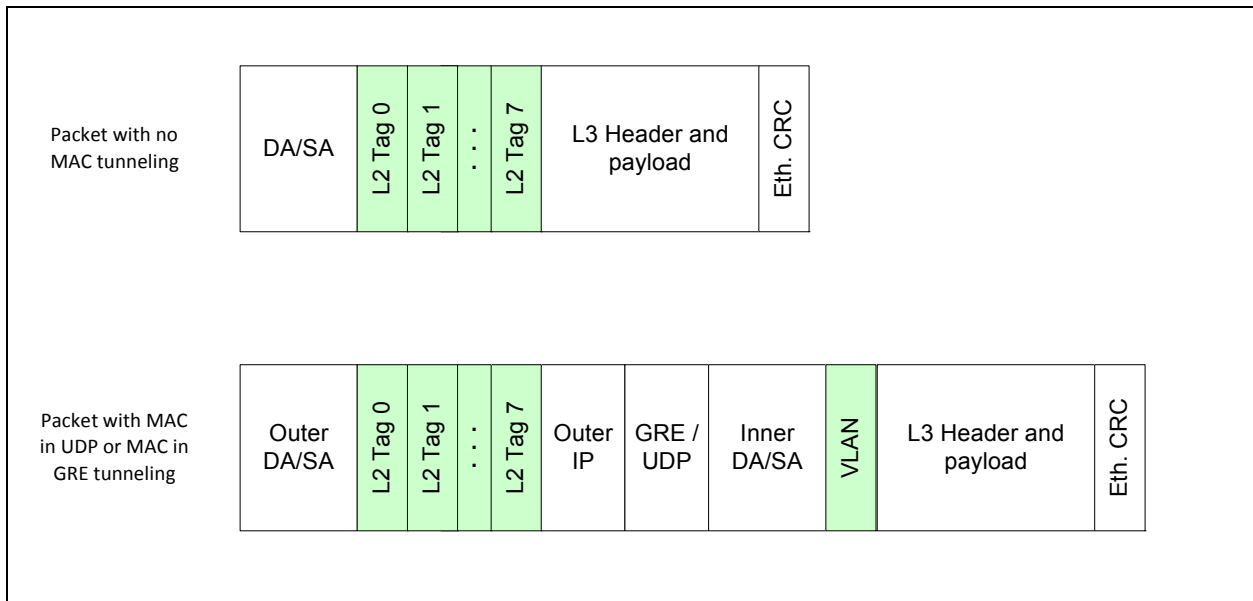 Packet with no
MAC tunneling
DA/SA
L2 Tag 0
L2 Tag 1
. . .
L2 Tag 7
L3 Header and
payload
Eth. CRC
Packet with MAC
in UDP or MAC in
GRE tunneling
Outer
DA/SA
L2 Tag 0
L2 Tag 1
. . .
L2 Tag 7
Outer
IP
GRE /
UDP
Inner
DA/SA
VLAN
L3 Header and
payload
Eth. CRC